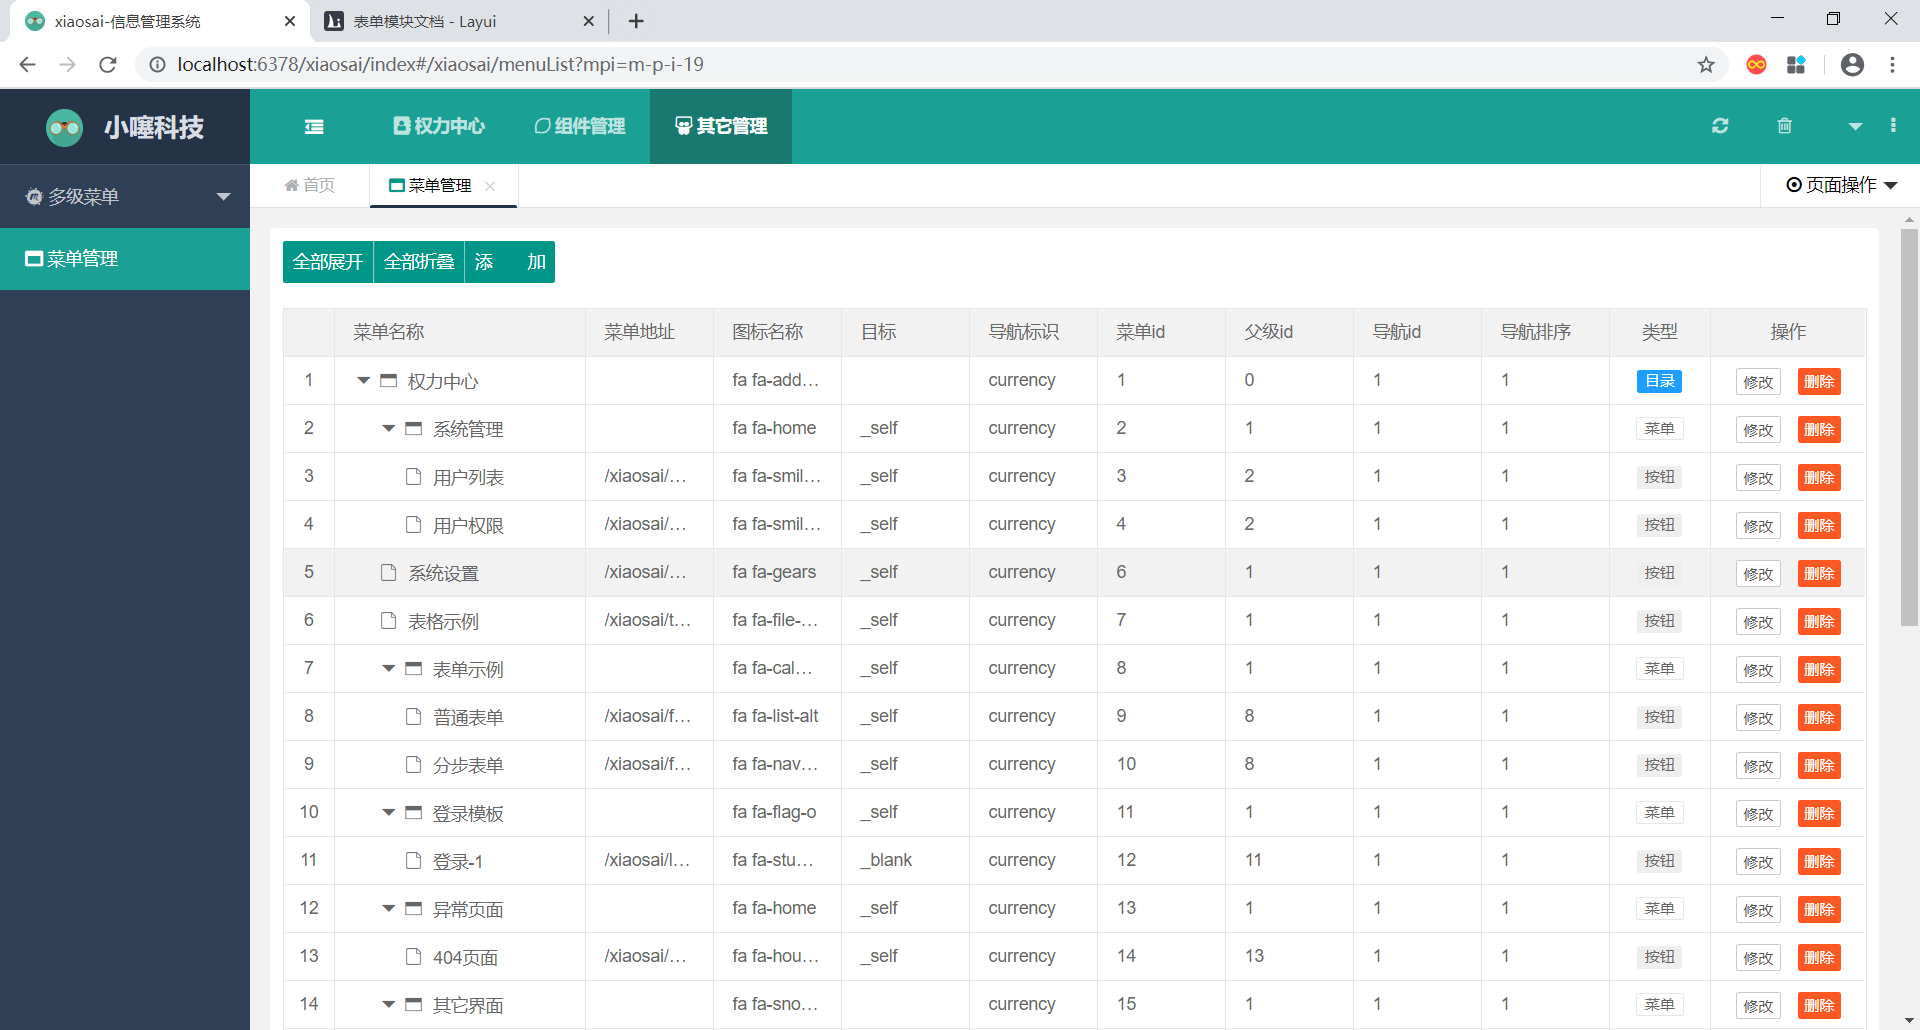 xiaosai-信息管理系统
表单模块文档 - Layui
localhost:6378/xiaosai/index#/xiaosai/menuList?mpi=m-p-i-19
小噻科技
权力中心 组件管理 其它管理
多级菜单
菜单管理
首页 菜单管理 页面操作
全部展开 全部折叠 添 加
菜单名称 菜单地址 图标名称 目标 导航标识 菜单id 父级id 导航id 导航排序 类型 操作
1 权力中心 fa fa-add... currency 1 0 1 1 目录 修改 删除
2 系统管理 fa fa-home _self currency 2 1 1 1 菜单 修改 删除
3 用户列表 /xiaosai/... fa fa-smil... _self currency 3 2 1 1 按钮 修改 删除
4 用户权限 /xiaosai/... fa fa-smil... _self currency 4 2 1 1 按钮 修改 删除
5 系统设置 /xiaosai/... fa fa-gears _self currency 6 1 1 1 按钮 修改 删除
6 表格示例 /xiaosai/t... fa fa-file-... _self currency 7 1 1 1 按钮 修改 删除
7 表单示例 fa fa-cal... _self currency 8 1 1 1 菜单 修改 删除
8 普通表单 /xiaosai/f... fa fa-list-alt _self currency 9 8 1 1 按钮 修改 删除
9 分步表单 /xiaosai/f... fa fa-nav... _self currency 10 8 1 1 按钮 修改 删除
10 登录模板 fa fa-flag-o _self currency 11 1 1 1 菜单 修改 删除
11 登录-1 /xiaosai/l... fa fa-stu... _blank currency 12 11 1 1 按钮 修改 删除
12 异常页面 fa fa-home _self currency 13 1 1 1 菜单 修改 删除
13 404页面 /xiaosai/... fa fa-hou... _self currency 14 13 1 1 按钮 修改 删除
14 其它界面 fa fa-sno... currency 15 1 1 1 菜单 修改 删除